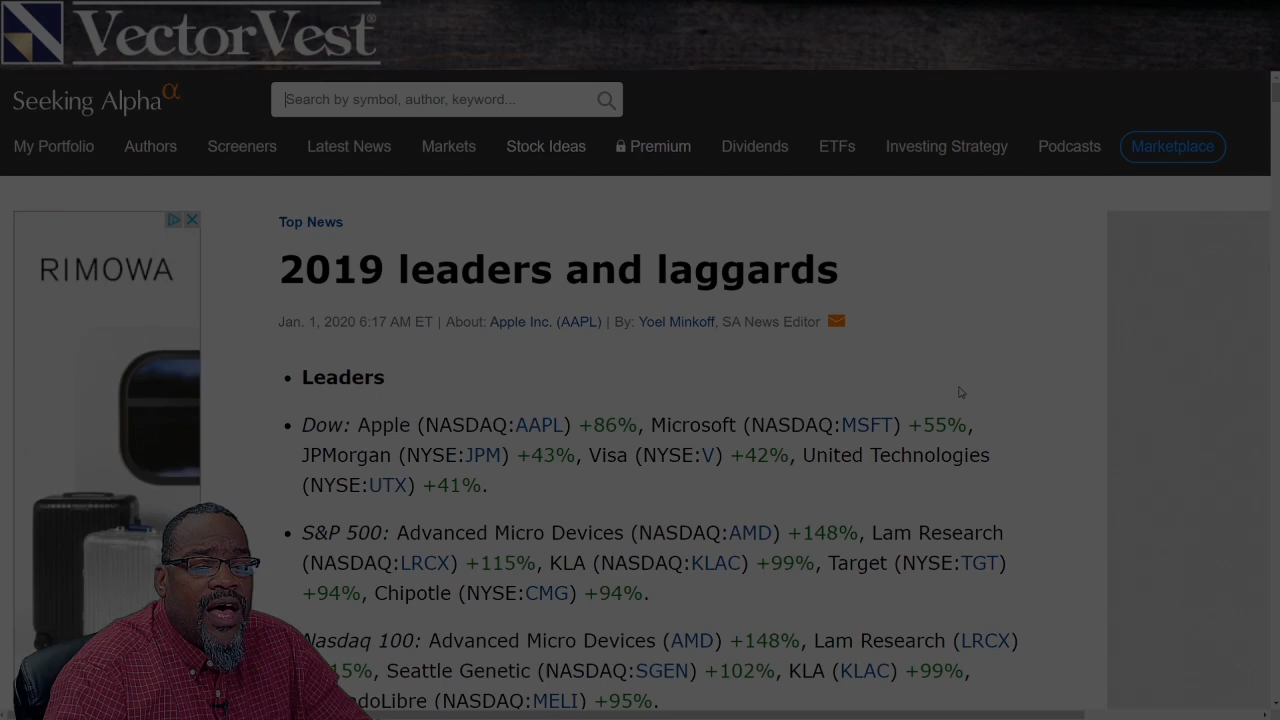 VectorVest®
Seeking Alpha α
Search by symbol, author, keyword...
My Portfolio Authors Screeners Latest News Markets Stock Ideas Premium Dividends ETFs Investing Strategy Podcasts Marketplace
RIMOWA
Top News
2019 leaders and laggards
Jan. 1, 2020 6:17 AM ET | About: Apple Inc. (AAPL) | By: Yoel Minkoff, SA News Editor
• Leaders
• Dow: Apple (NASDAQ:AAPL) +86%, Microsoft (NASDAQ:MSFT) +55%,
JPMorgan (NYSE:JPM) +43%, Visa (NYSE:V) +42%, United Technologies
(NYSE:UTX) +41%.
• S&P 500: Advanced Micro Devices (NASDAQ:AMD) +148%, Lam Research
(NASDAQ:LRCX) +115%, KLA (NASDAQ:KLAC) +99%, Target (NYSE:TGT)
+94%, Chipotle (NYSE:CMG) +94%.
Nasdaq 100: Advanced Micro Devices (AMD) +148%, Lam Research (LRCX)
15%, Seattle Genetic (NASDAQ:SGEN) +102%, KLA (KLAC) +99%,
adoLibre (NASDAQ:MELI) +95%.